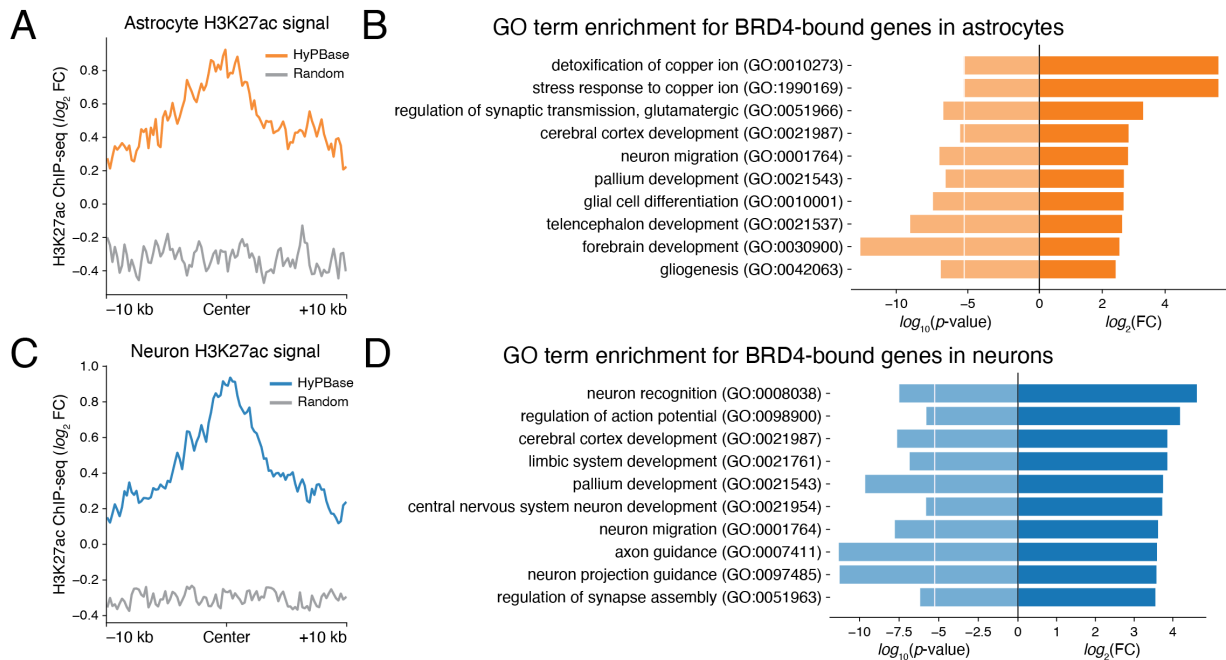 A
Astrocyte H3K27ac signal
HyPBase
Random
H3K27ac ChIP-seq (log2 FC)
0.8
0.6
0.4
0.2
0.0
−0.2
−0.4
−10 kb
Center
+10 kb
B
GO term enrichment for BRD4-bound genes in astrocytes
detoxification of copper ion (GO:0010273)
stress response to copper ion (GO:1990169)
regulation of synaptic transmission, glutamatergic (GO:0051966)
cerebral cortex development (GO:0021987)
neuron migration (GO:0001764)
pallium development (GO:0021543)
glial cell differentiation (GO:0010001)
telencephalon development (GO:0021537)
forebrain development (GO:0030900)
gliogenesis (GO:0042063)
−10 −5 0 2 4
log10(p-value) log2(FC)
C
Neuron H3K27ac signal
HyPBase
Random
H3K27ac ChIP-seq (log2 FC)
1.0
0.8
0.6
0.4
0.2
0.0
−0.2
−0.4
−10 kb
Center
+10 kb
D
GO term enrichment for BRD4-bound genes in neurons
neuron recognition (GO:0008038)
regulation of action potential (GO:0098900)
cerebral cortex development (GO:0021987)
limbic system development (GO:0021761)
pallium development (GO:0021543)
central nervous system neuron development (GO:0021954)
neuron migration (GO:0001764)
axon guidance (GO:0007411)
neuron projection guidance (GO:0097485)
regulation of synapse assembly (GO:0051963)
−10 −7.5 −5 −2.5 0 1 2 3 4
log10(p-value) log2(FC)